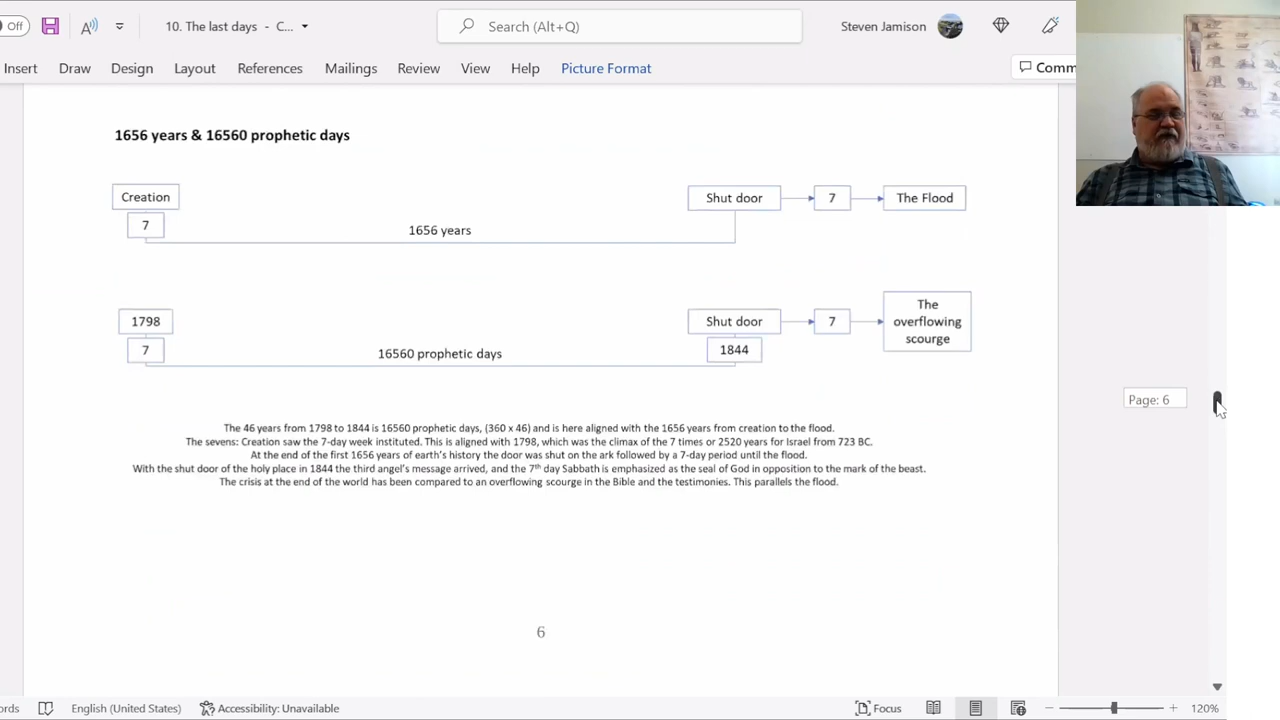 Off
10. The last days - C...
Search (Alt+Q)
Steven Jamison
Insert Draw Design Layout References Mailings Review View Help Picture Format
Comm
1656 years & 16560 prophetic days
Creation
7
1656 years
Shut door
7
The Flood
1798
7
16560 prophetic days
Shut door
1844
7
The
overflowing
scourge
The 46 years from 1798 to 1844 is 16560 prophetic days, (360 x 46) and is here aligned with the 1656 years from creation to the flood.
The sevens: Creation saw the 7-day week instituted. This is aligned with 1798, which was the climax of the 7 times or 2520 years for Israel from 723 BC.
At the end of the first 1656 years of earth's history the door was shut on the ark followed by a 7-day period until the flood.
With the shut door of the holy place in 1844 the third angel's message arrived, and the 7th day Sabbath is emphasized as the seal of God in opposition to the mark of the beast.
The crisis at the end of the world has been compared to an overflowing scourge in the Bible and the testimonies. This parallels the flood.
Page: 6
6
ords
English (United States)
Accessibility: Unavailable
Focus
120%